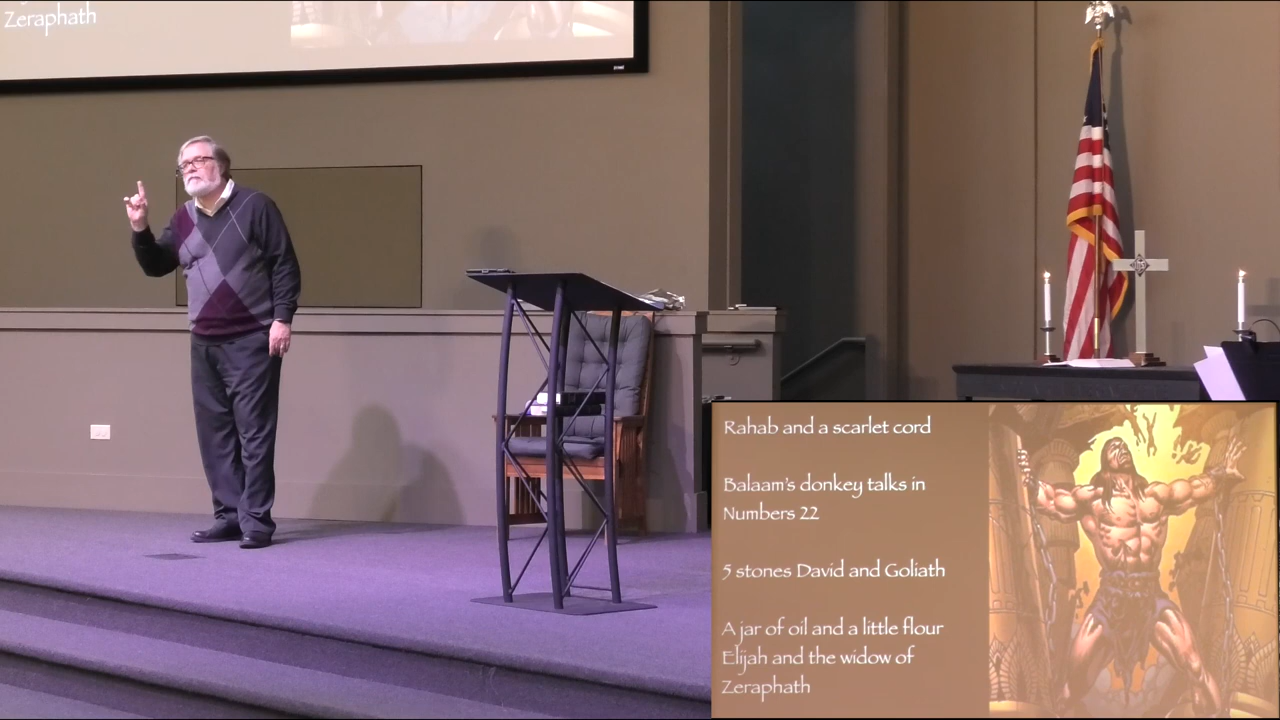 Zeraphath
Rahab and a scarlet cord
Balaam's donkey talks in
Numbers 22
5 stones David and Goliath
A jar of oil and a little flour
Elijah and the widow of
Zeraphath